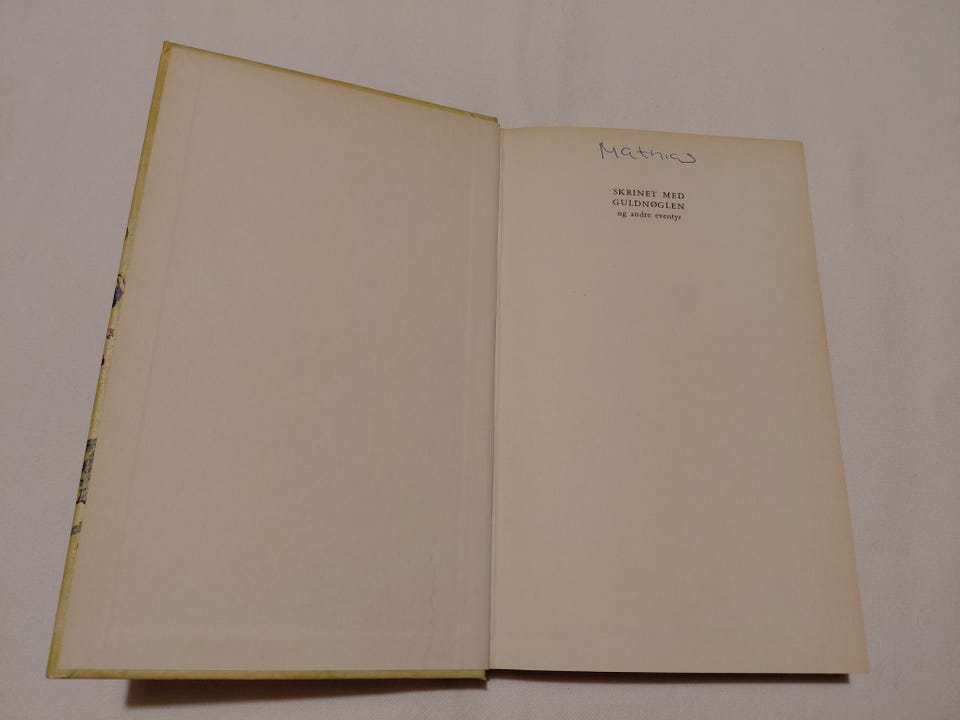 Mathias
SKRINET MED
GULDNØGLEN
og andre eventyr